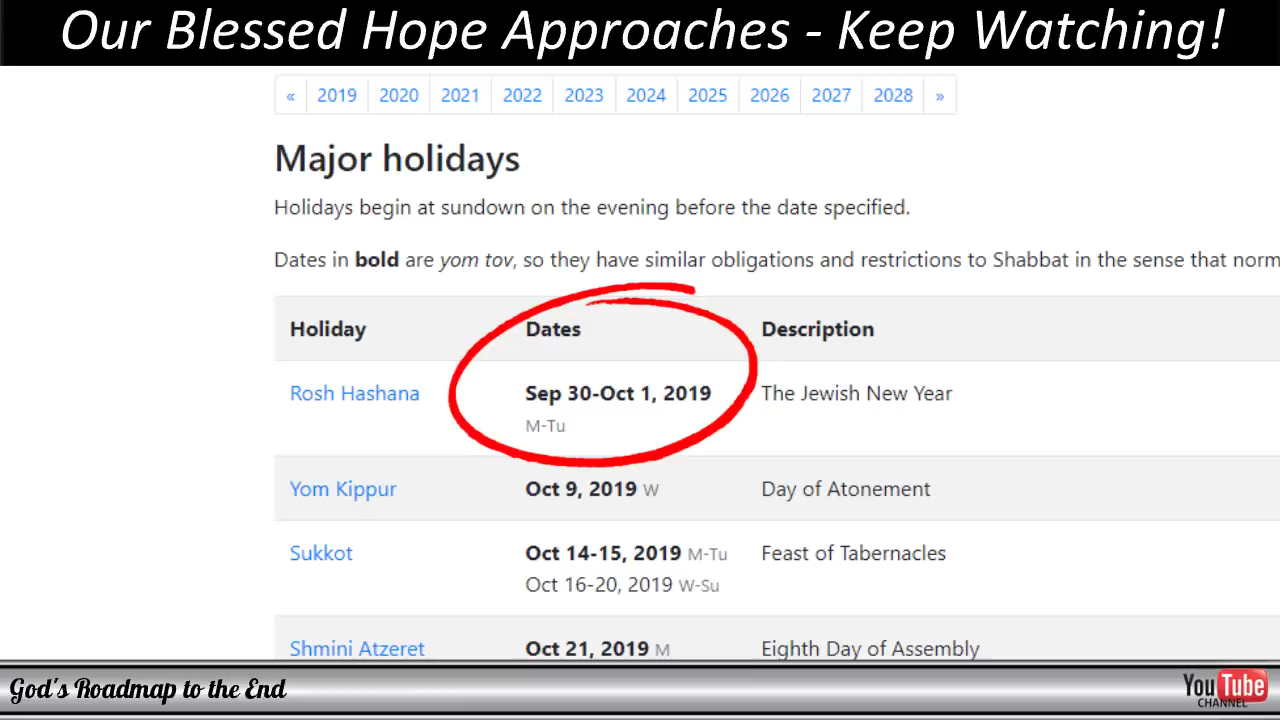 Our Blessed Hope Approaches - Keep Watching!
« 2019 2020 2021 2022 2023 2024 2025 2026 2027 2028 »
Major holidays
Holidays begin at sundown on the evening before the date specified.
Dates in bold are yom tov, so they have similar obligations and restrictions to Shabbat in the sense that norm
Holiday Dates Description
Rosh Hashana Sep 30-Oct 1, 2019 The Jewish New Year
M-Tu
Yom Kippur Oct 9, 2019 W Day of Atonement
Sukkot Oct 14-15, 2019 M-Tu Feast of Tabernacles
Oct 16-20, 2019 W-Su
Shmini Atzeret Oct 21, 2019 M Eighth Day of Assembly
God's Roadmap to the End
YouTube
CHANNEL